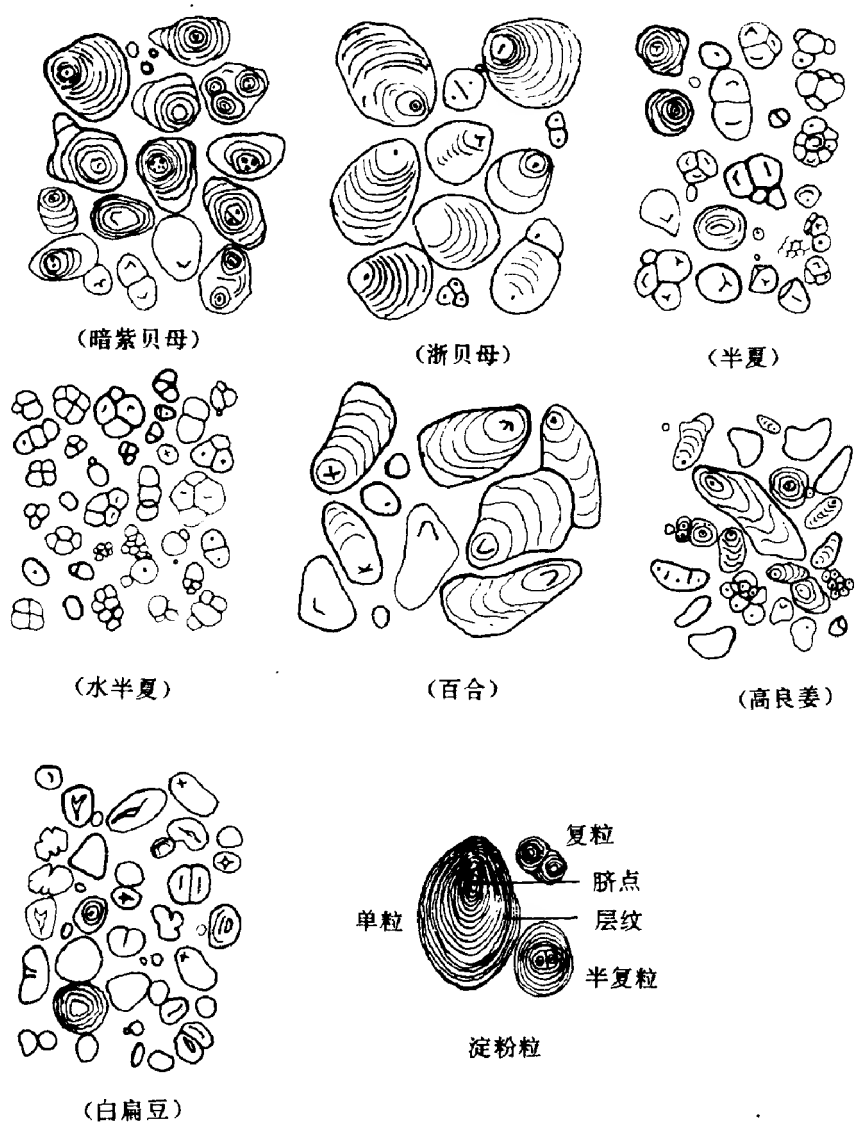 (暗紫贝母)
(浙贝母)
(半夏)
(水半夏)
(百合)
(高良姜)
复粒
脐点
单粒
层纹
半复粒
淀粉粒
(白扁豆)